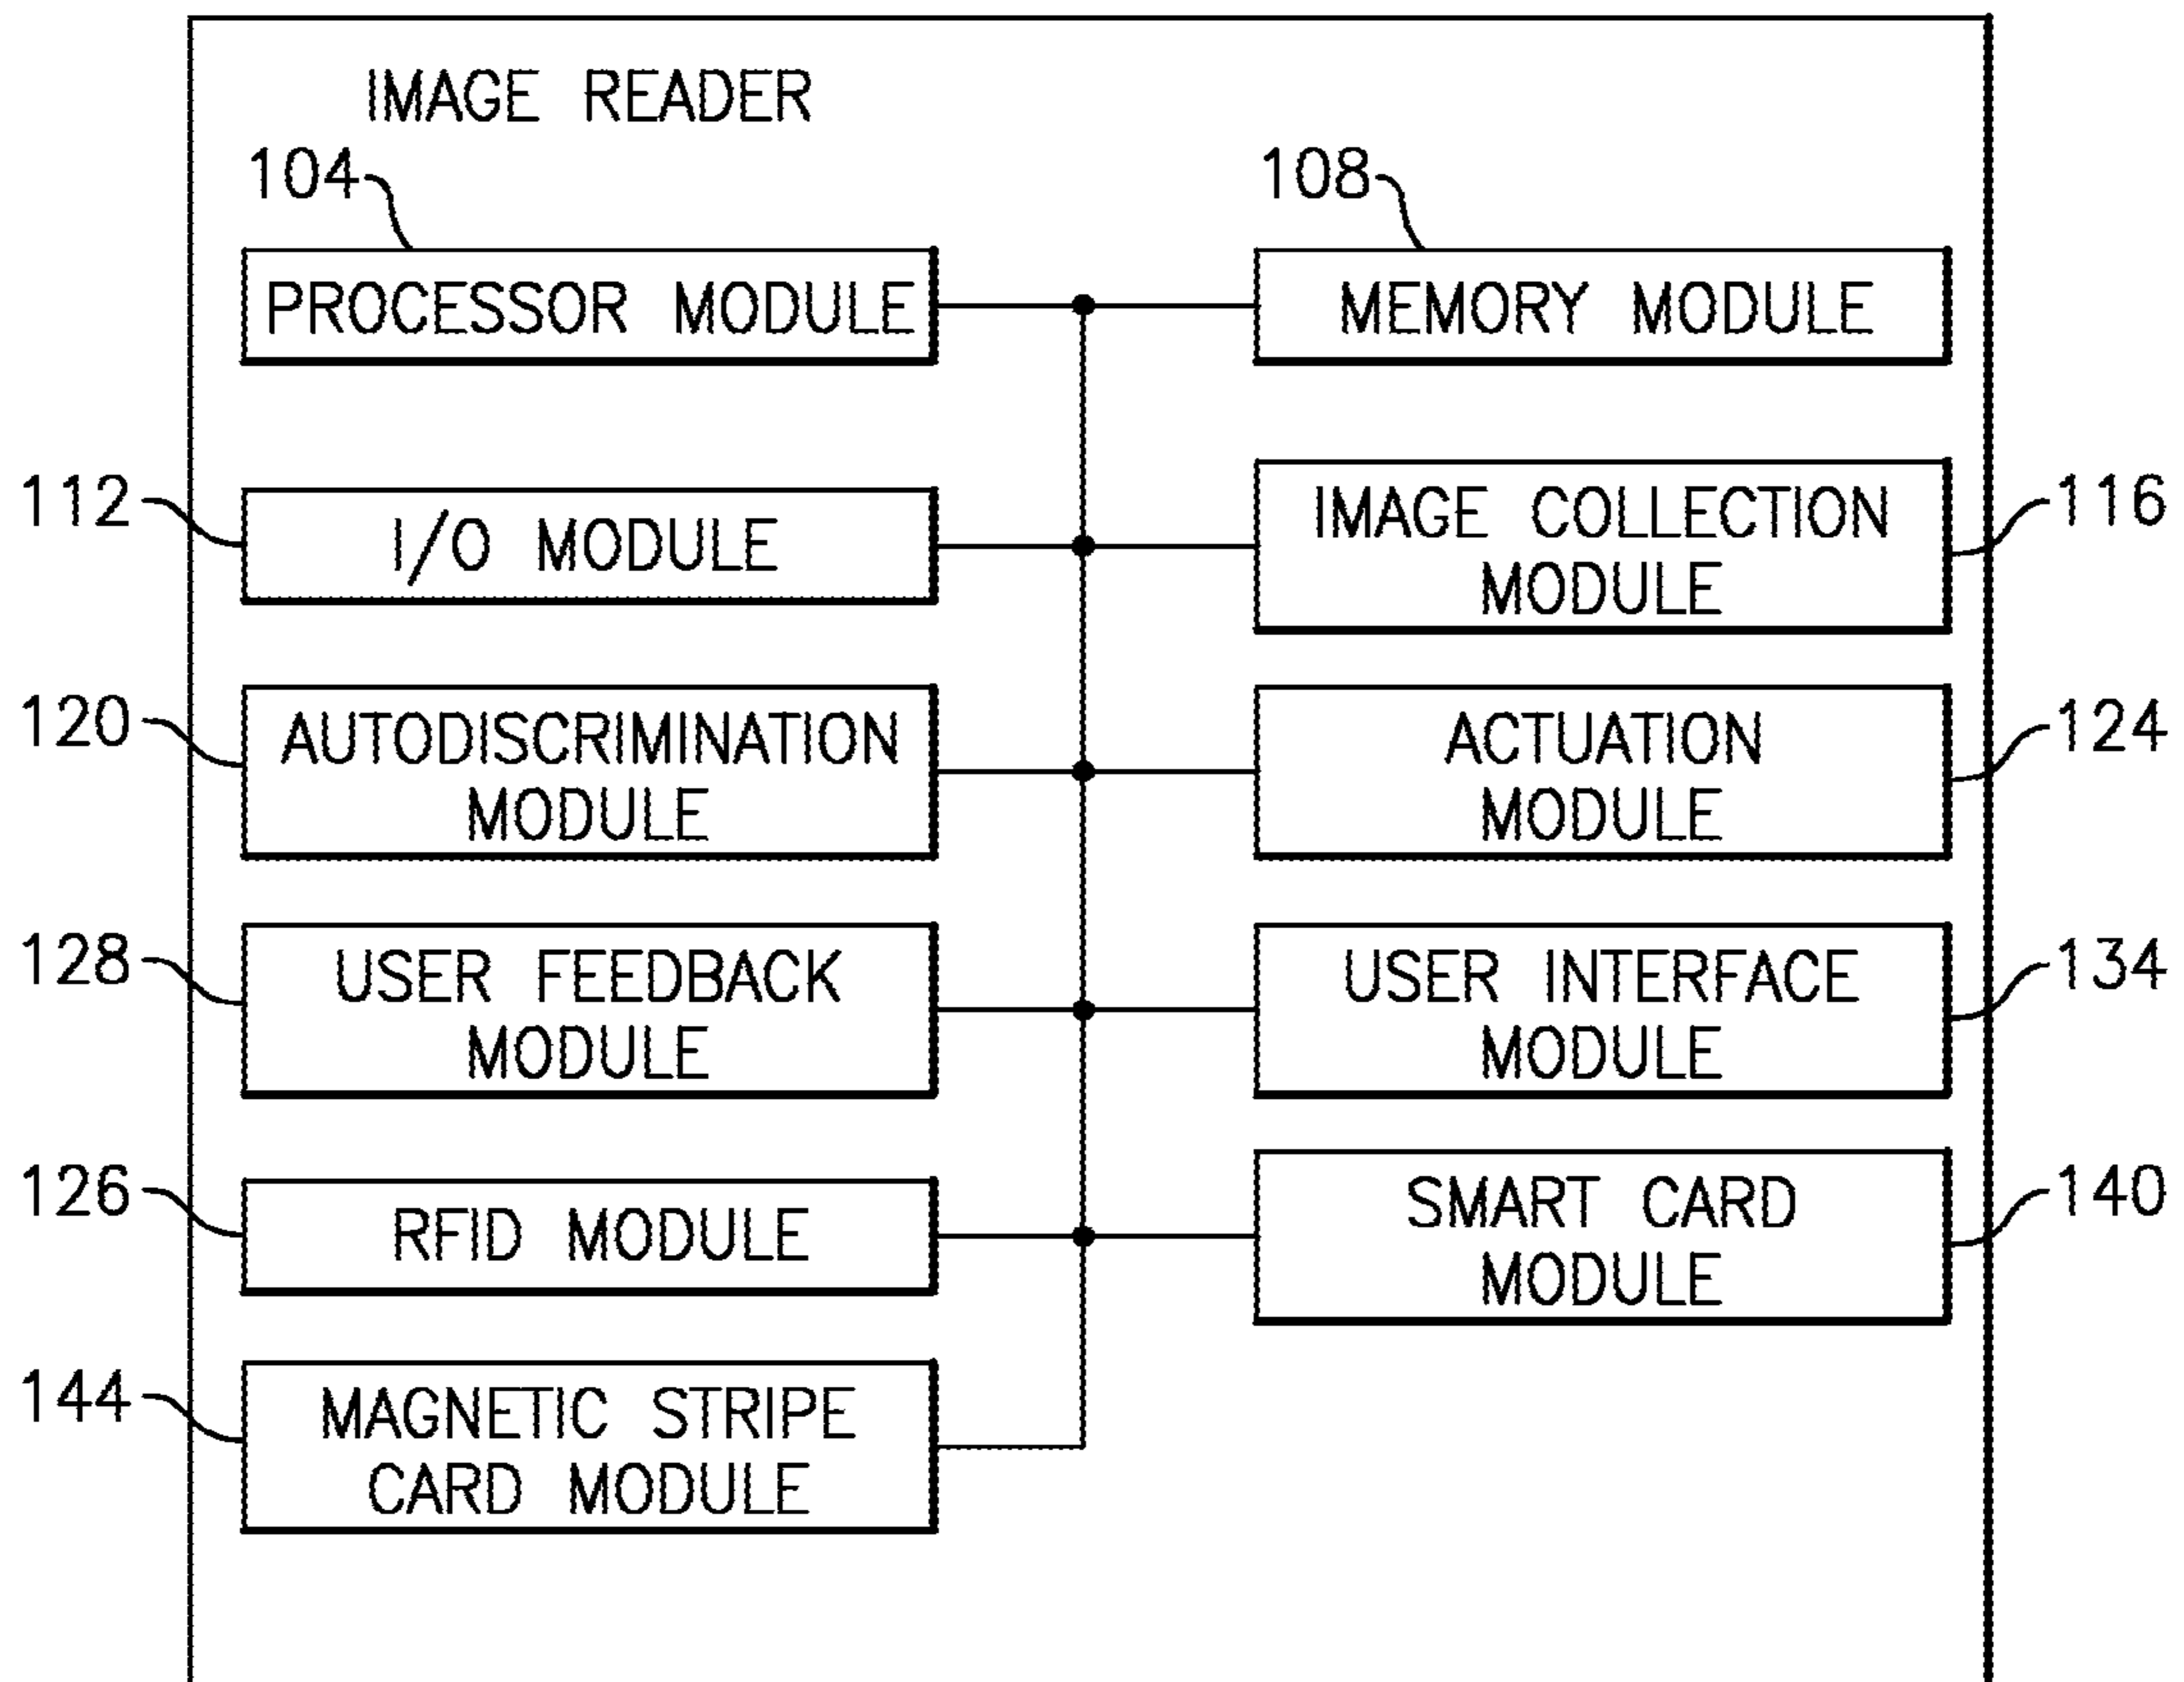 IMAGE READER
104
108
PROCESSOR MODULE
MEMORY MODULE
112
I/O MODULE
IMAGE COLLECTION
MODULE
116
120
AUTODISCRIMINATION
MODULE
ACTUATION
MODULE
124
128
USER FEEDBACK
MODULE
USER INTERFACE
MODULE
134
126
RFID MODULE
SMART CARD
MODULE
140
144
MAGNETIC STRIPE
CARD MODULE